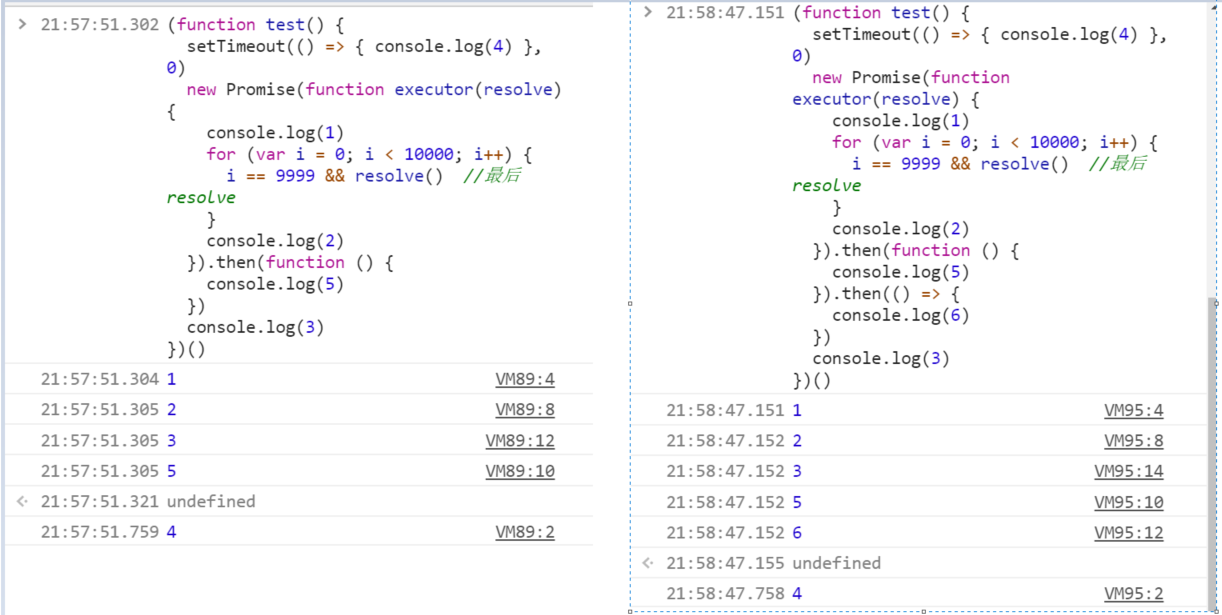 > 21:57:51.302 (function test() {
setTimeout(() => { console.log(4) },
0)
new Promise(function executor(resolve)
{
console.log(1)
for (var i = 0; i < 10000; i++) {
i == 9999 && resolve() //最后
resolve
}
console.log(2)
}).then(function () {
console.log(5)
})
console.log(3)
})()
21:57:51.304 1 VM89:4
21:57:51.305 2 VM89:8
21:57:51.305 3 VM89:12
21:57:51.305 5 VM89:10
21:57:51.321 undefined
21:57:51.759 4 VM89:2
> 21:58:47.151 (function test() {
setTimeout(() => { console.log(4) },
0)
new Promise(function
executor(resolve) {
console.log(1)
for (var i = 0; i < 10000; i++) {
i == 9999 && resolve() //最后
resolve
}
console.log(2)
}).then(function () {
console.log(5)
}).then(() => {
console.log(6)
})
console.log(3)
})()
21:58:47.151 1 VM95:4
21:58:47.152 2 VM95:8
21:58:47.152 3 VM95:14
21:58:47.152 5 VM95:10
21:58:47.152 6 VM95:12
21:58:47.155 undefined
21:58:47.758 4 VM95:2